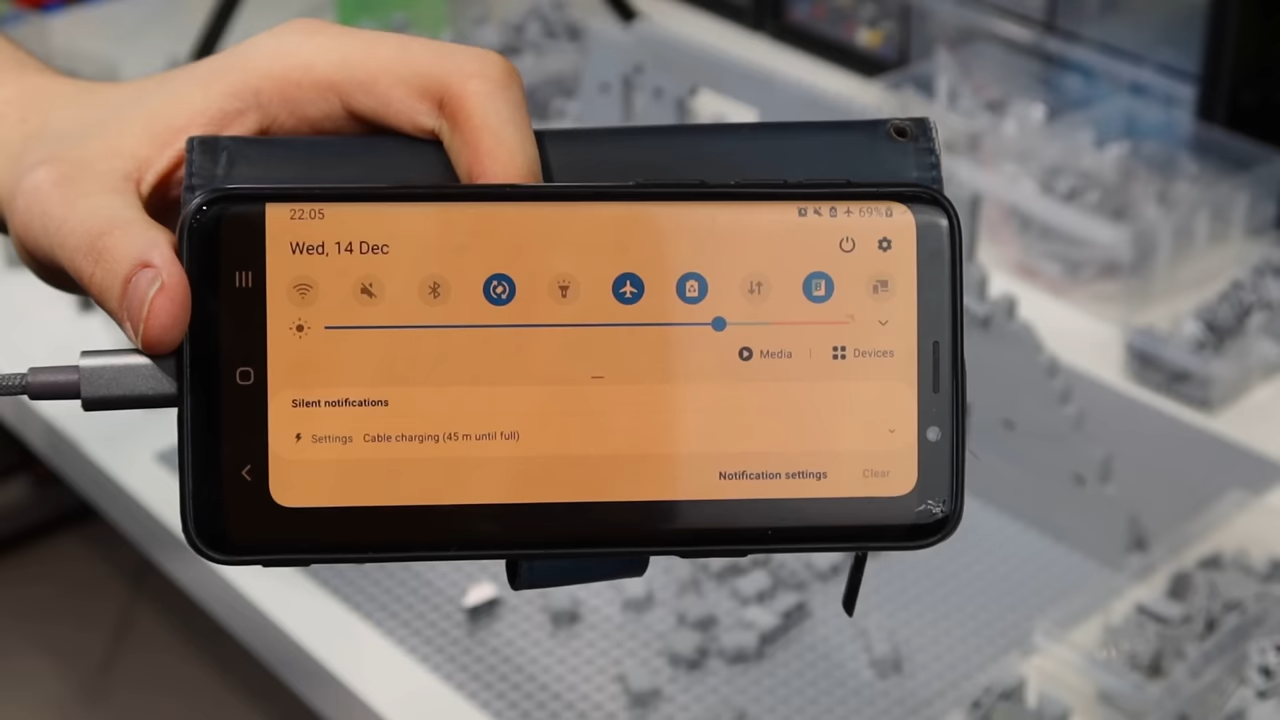 22:05
69%
Wed, 14 Dec
Media
Devices
Silent notifications
Settings Cable charging (45 m until full)
Notification settings
Clear